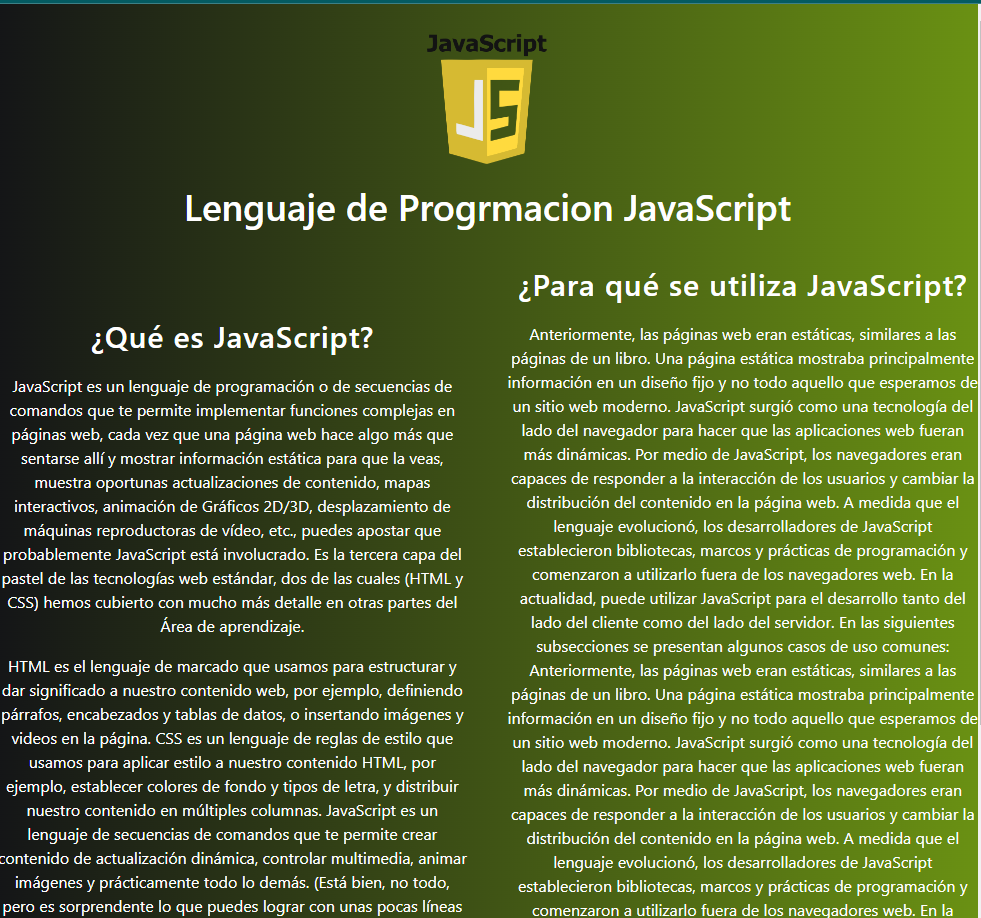 JavaScript
JS
Lenguaje de Progrmacion JavaScript
¿Qué es JavaScript?
JavaScript es un lenguaje de programación o de secuencias de
comandos que te permite implementar funciones complejas en
páginas web, cada vez que una página web hace algo más que
sentarse allí y mostrar información estática para que la veas,
muestra oportunas actualizaciones de contenido, mapas
interactivos, animación de Gráficos 2D/3D, desplazamiento de
máquinas reproductoras de vídeo, etc., puedes apostar que
probablemente JavaScript está involucrado. Es la tercera capa del
pastel de las tecnologías web estándar, dos de las cuales (HTML y
CSS) hemos cubierto con mucho más detalle en otras partes del
Área de aprendizaje.
HTML es el lenguaje de marcado que usamos para estructurar y
dar significado a nuestro contenido web, por ejemplo, definiendo
párrafos, encabezados y tablas de datos, o insertando imágenes y
videos en la página. CSS es un lenguaje de reglas de estilo que
usamos para aplicar estilo a nuestro contenido HTML, por
ejemplo, establecer colores de fondo y tipos de letra, y distribuir
nuestro contenido en múltiples columnas. JavaScript es un
lenguaje de secuencias de comandos que te permite crear
contenido de actualización dinámica, controlar multimedia, animar
imágenes y prácticamente todo lo demás. (Está bien, no todo,
pero es sorprendente lo que puedes lograr con unas pocas líneas
¿Para qué se utiliza JavaScript?
Anteriormente, las páginas web eran estáticas, similares a las
páginas de un libro. Una página estática mostraba principalmente
información en un diseño fijo y no todo aquello que esperamos de
un sitio web moderno. JavaScript surgió como una tecnología del
lado del navegador para hacer que las aplicaciones web fueran
más dinámicas. Por medio de JavaScript, los navegadores eran
capaces de responder a la interacción de los usuarios y cambiar la
distribución del contenido en la página web. A medida que el
lenguaje evolucionó, los desarrolladores de JavaScript
establecieron bibliotecas, marcos y prácticas de programación y
comenzaron a utilizarlo fuera de los navegadores web. En la
actualidad, puede utilizar JavaScript para el desarrollo tanto del
lado del cliente como del lado del servidor. En las siguientes
subsecciones se presentan algunos casos de uso comunes:
Anteriormente, las páginas web eran estáticas, similares a las
páginas de un libro. Una página estática mostraba principalmente
información en un diseño fijo y no todo aquello que esperamos de
un sitio web moderno. JavaScript surgió como una tecnología del
lado del navegador para hacer que las aplicaciones web fueran
más dinámicas. Por medio de JavaScript, los navegadores eran
capaces de responder a la interacción de los usuarios y cambiar la
distribución del contenido en la página web. A medida que el
lenguaje evolucionó, los desarrolladores de JavaScript
establecieron bibliotecas, marcos y prácticas de programación y
comenzaron a utilizarlo fuera de los navegadores web. En la